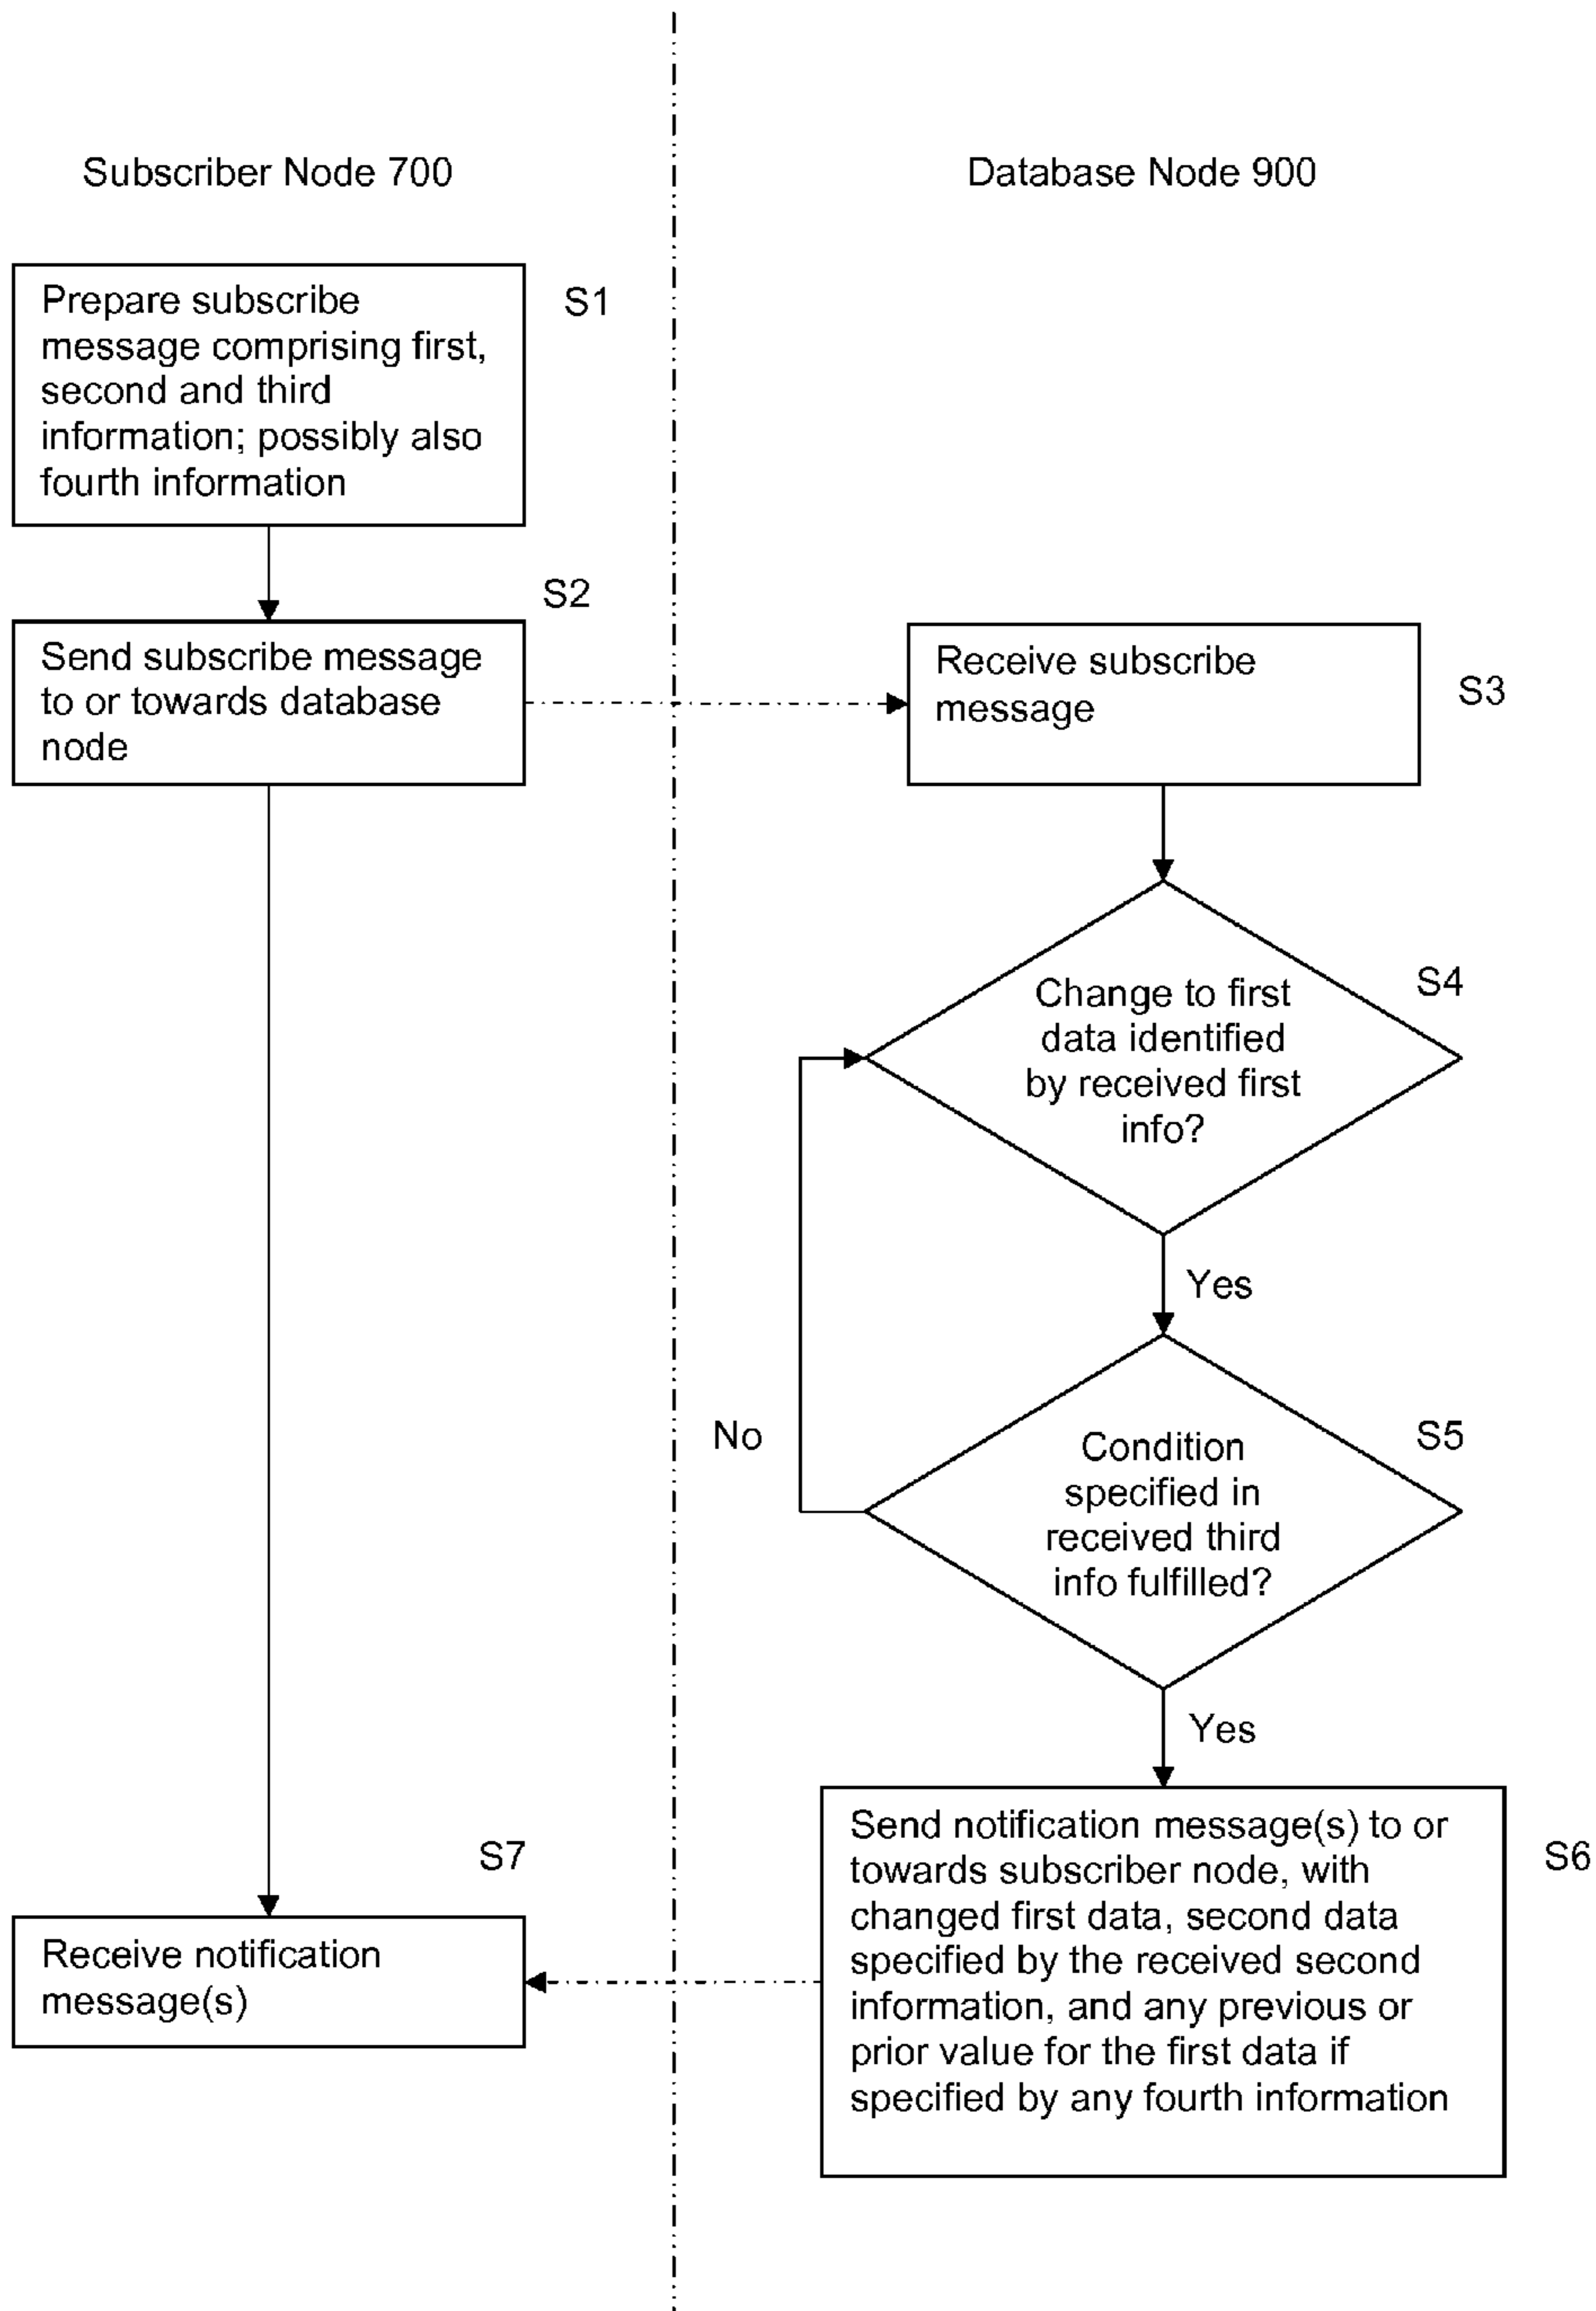 Subscriber Node 700
Database Node 900
Prepare subscribe
message comprising first,
second and third
information; possibly also
fourth information
S1
S2
Send subscribe message
to or towards database
node
Receive subscribe
message
S3
Change to first
data identified
by received first
info?
S4
Yes
No
Condition
specified in
received third
info fulfilled?
S5
Yes
Send notification message(s) to or
towards subscriber node, with
changed first data, second data
specified by the received second
information, and any previous or
prior value for the first data if
specified by any fourth information
S6
S7
Receive notification
message(s)